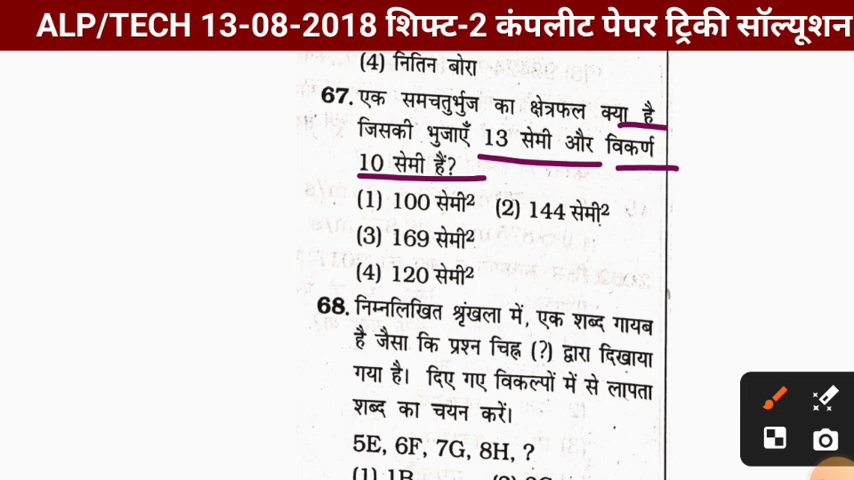 ALP/TECH 13-08-2018 शिफ्ट-2 कंपलीट पेपर ट्रिकी सॉल्यूशन
(4) नितिन बोरा
67. एक समचतुर्भुज का क्षेत्रफल क्या है
जिसकी भुजाएँ 13 सेमी और विकर्ण
10 सेमी हैं?
(1) 100 सेमी² (2) 144 सेमी²
(3) 169 सेमी²
(4) 120 सेमी²
68. निम्नलिखित श्रृंखला में, एक शब्द गायब
है जैसा कि प्रश्न चिह्न (?) द्वारा दिखाया
गया है। दिए गए विकल्पों में से लापता
शब्द का चयन करें।
5E, 6F, 7G, 8H, ?